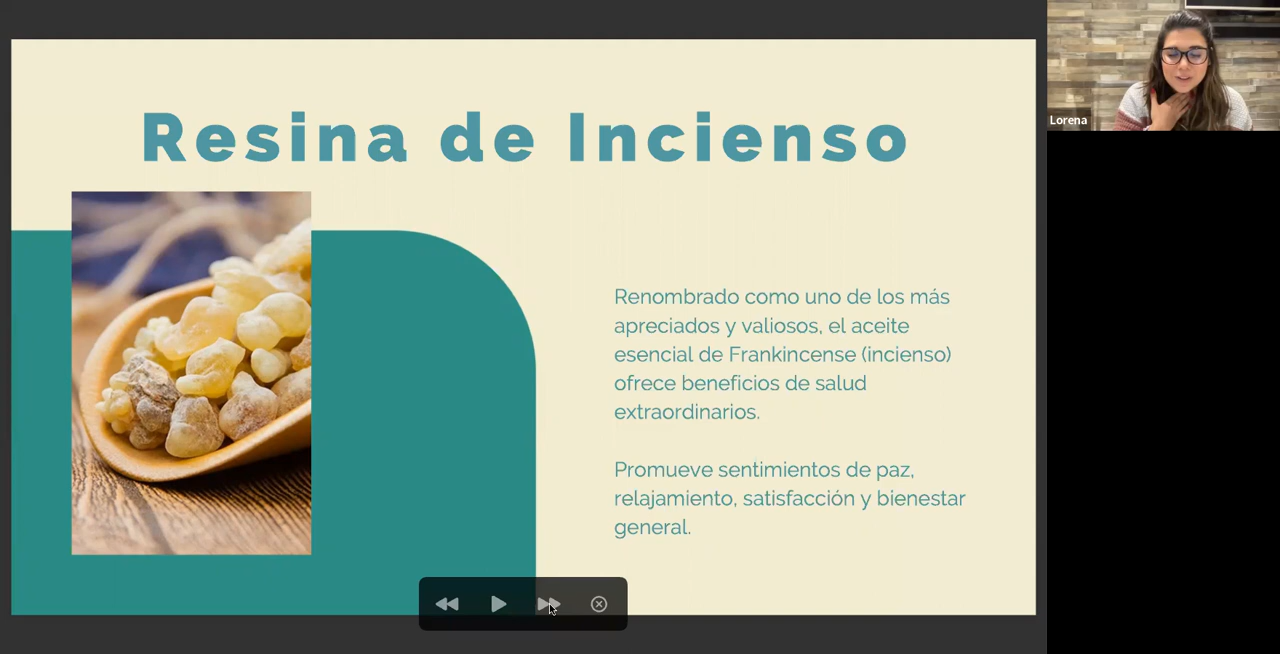 Resina de Incienso
Renombrado como uno de los más
apreciados y valiosos, el aceite
esencial de Frankincense (incienso)
ofrece beneficios de salud
extraordinarios.
Promueve sentimientos de paz,
relajamiento, satisfacción y bienestar
general.
Lorena